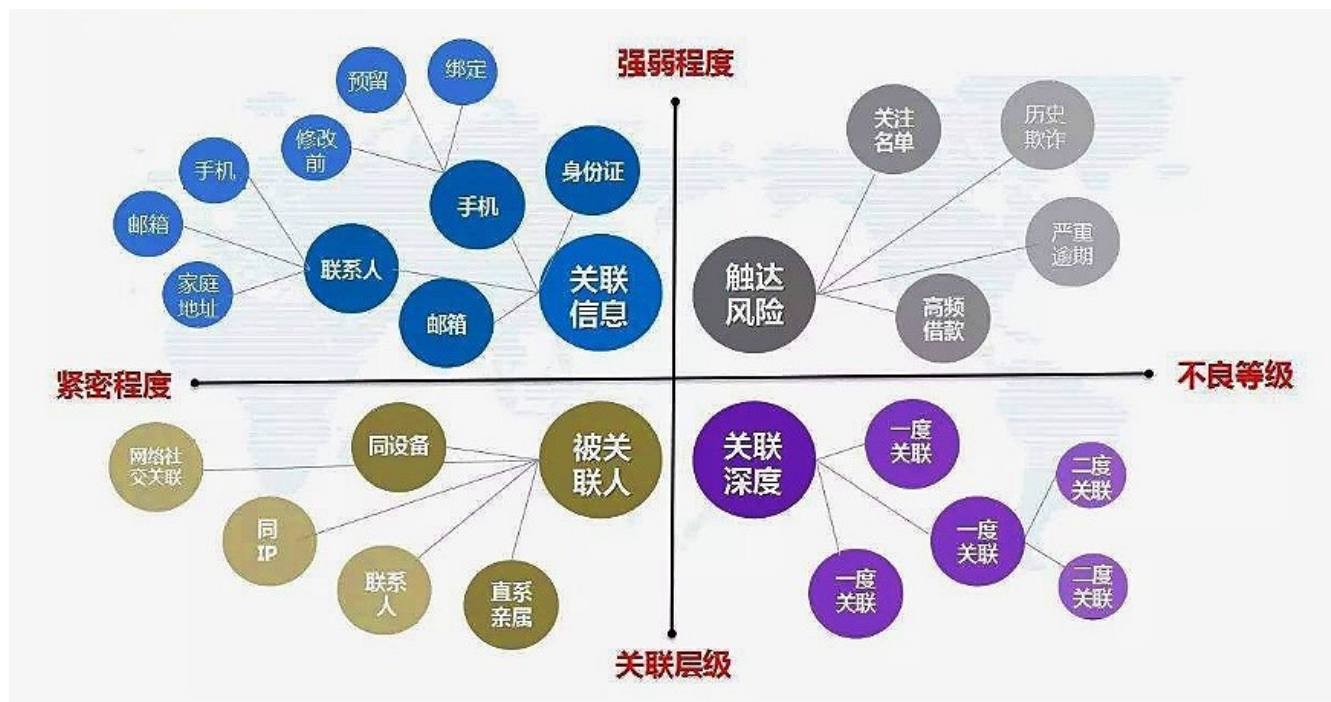 强弱程度
预留
绑定
修改
前
手机
邮箱
家庭
地址
联系人
手机
身份证
邮箱
关联
信息
关注
名单
历史
欺诈
严重
逾期
高频
借款
触达
风险
紧密程度
不良等级
网络社
交关联
同设备
同
IP
联系
人
直系
亲属
被关
联人
关联
深度
一度
关联
一度
关联
一度
关联
二度
关联
二度
关联
关联层级